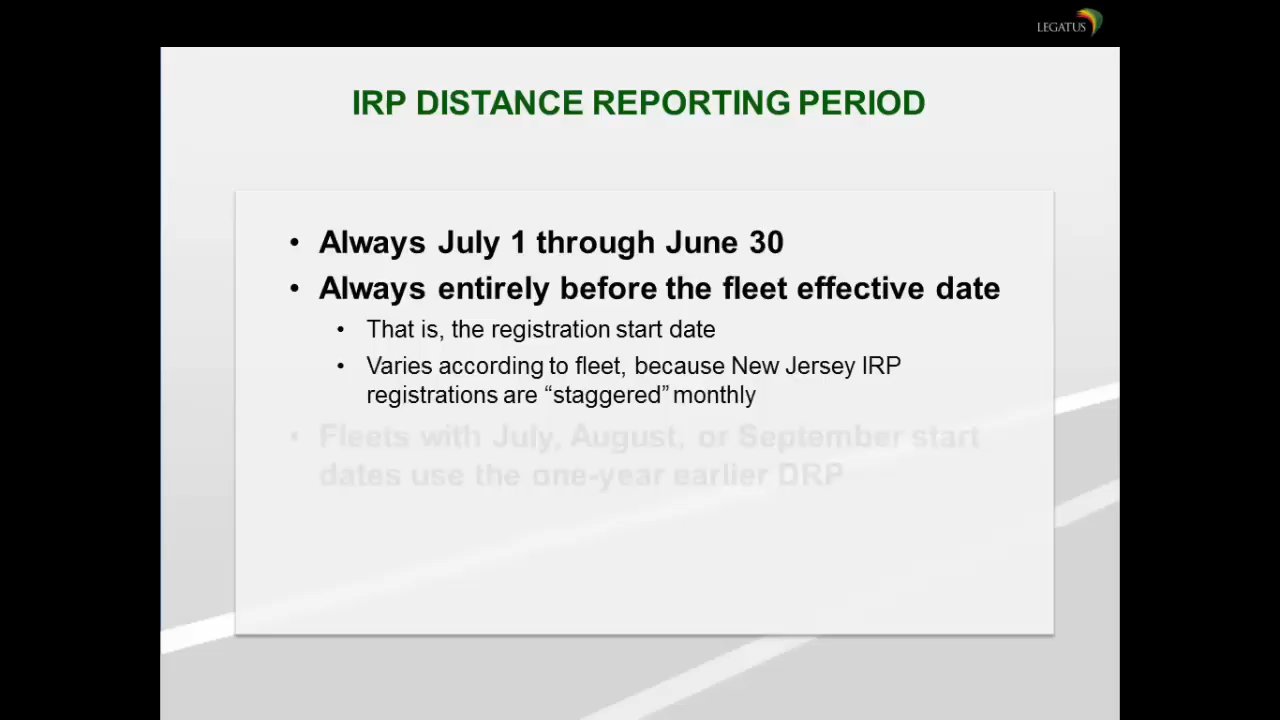 LEGATUS
IRP DISTANCE REPORTING PERIOD
• Always July 1 through June 30
• Always entirely before the fleet effective date
• That is, the registration start date
• Varies according to fleet, because New Jersey IRP
registrations are “staggered” monthly
• Fleets with July, August, or September start
dates use the one-year earlier DRP